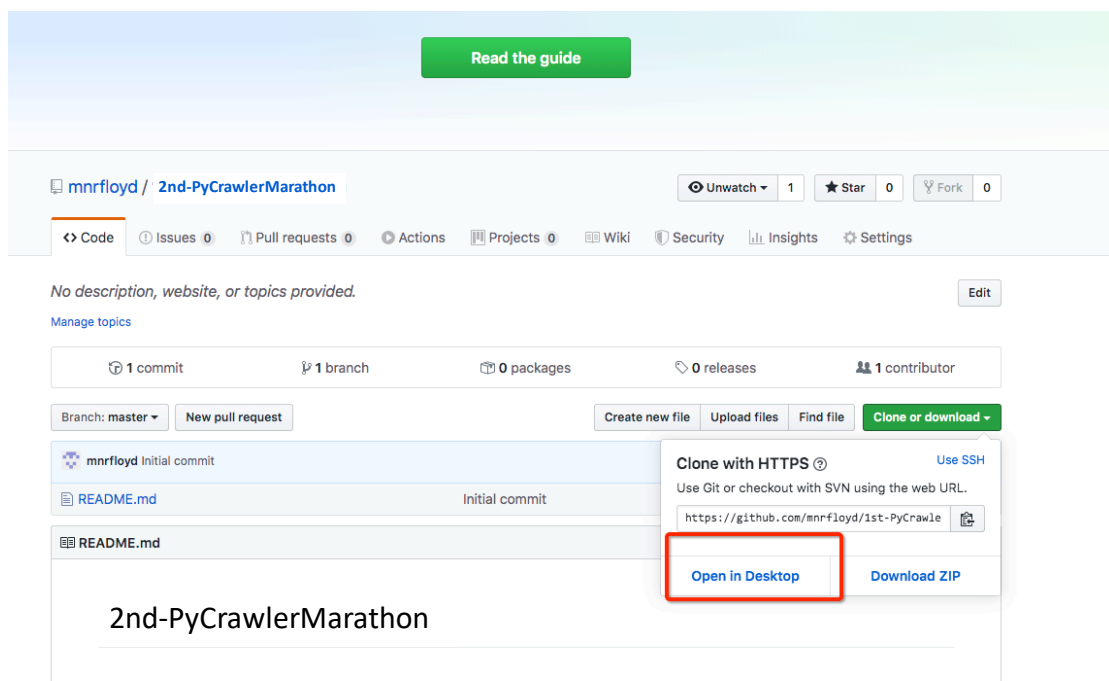 Read the guide
mnrfloyd / 2nd-PyCrawlerMarathon
Unwatch 1 Star 0 Fork 0
Code Issues 0 Pull requests 0 Actions Projects 0 Wiki Security Insights Settings
No description, website, or topics provided.
Edit
Manage topics
1 commit 1 branch 0 packages 0 releases 1 contributor
Branch: master New pull request Create new file Upload files Find file Clone or download
mnrfloyd Initial commit
README.md Initial commit
Clone with HTTPS ? Use SSH
Use Git or checkout with SVN using the web URL.
https://github.com/mnrfloyd/1st-PyCrawle
Open in Desktop Download ZIP
README.md
2nd-PyCrawlerMarathon